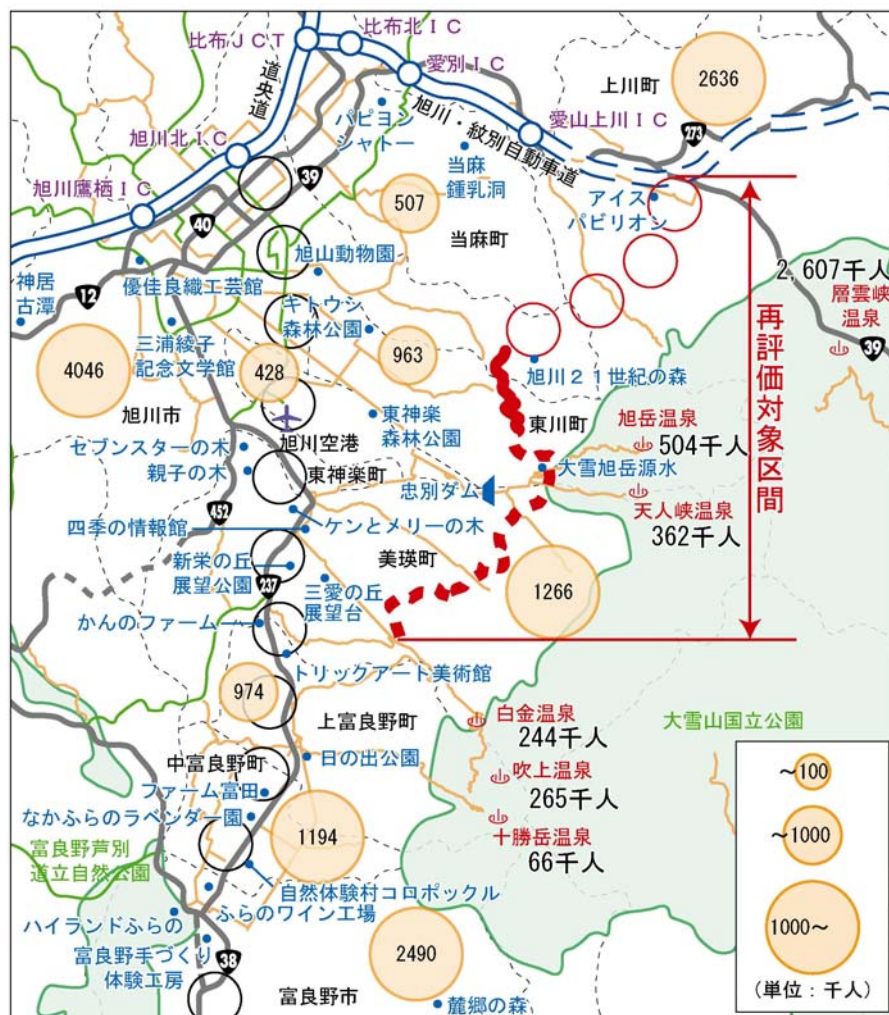 比布JCT
比布北IC
愛別IC
上川町
2636
道央道
旭川・紋別自動車道
パピヨン
シャトー
愛山上川IC
273
旭川北IC
39
当麻
鍾乳洞
旭川鷹栖IC
アイス
パビリオン
507
40
当麻町
旭山動物園
2,607千人
神居
古潭
12
優佳良織工芸館
キトウシ
森林公園
層雲峡
温泉
39
三浦綾子
記念文学館
963
4046
428
旭川21世紀の森
再評価対象区間
旭川市
東神楽
森林公園
東川町
旭岳温泉
504千人
旭川空港
セブンスターの木
東神楽町
大雪旭岳源水
親子の木
忠別ダム
天人峡温泉
362千人
452
ケンとメリーの木
四季の情報館
美瑛町
新栄の丘
展望公園
237
三愛の丘
展望台
1266
かんのファーム
トリックアート美術館
974
白金温泉
244千人
大雪山国立公園
上富良野町
中富良野町
日の出公園
吹上温泉
265千人
～100
ファーム富田
なかふらのラベンダー園
1194
十勝岳温泉
66千人
～1000
富良野芦別
道立自然公園
自然体験村コロポックル
ふらのワイン工場
ハイランドふらの
1000～
富良野手づくり
体験工房
38
2490
(単位：千人)
富良野市
麓郷の森